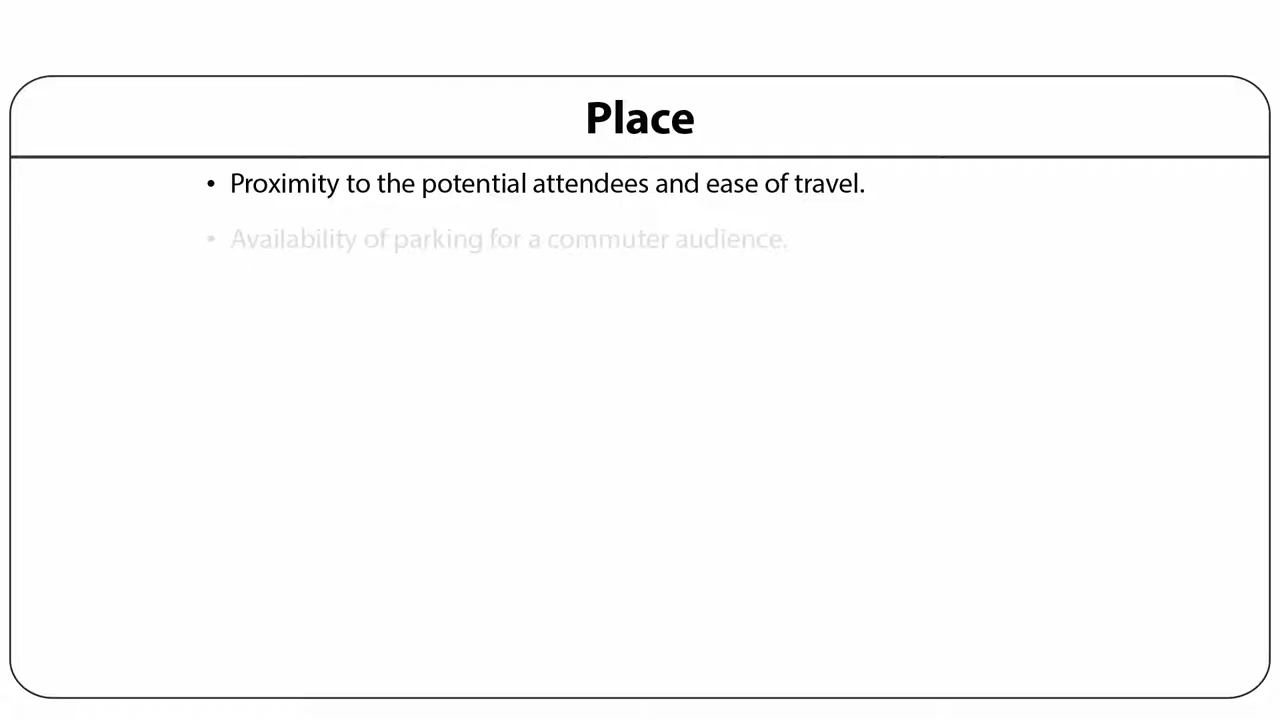 Place
• Proximity to the potential attendees and ease of travel.
• Availability of parking for a commuter audience.